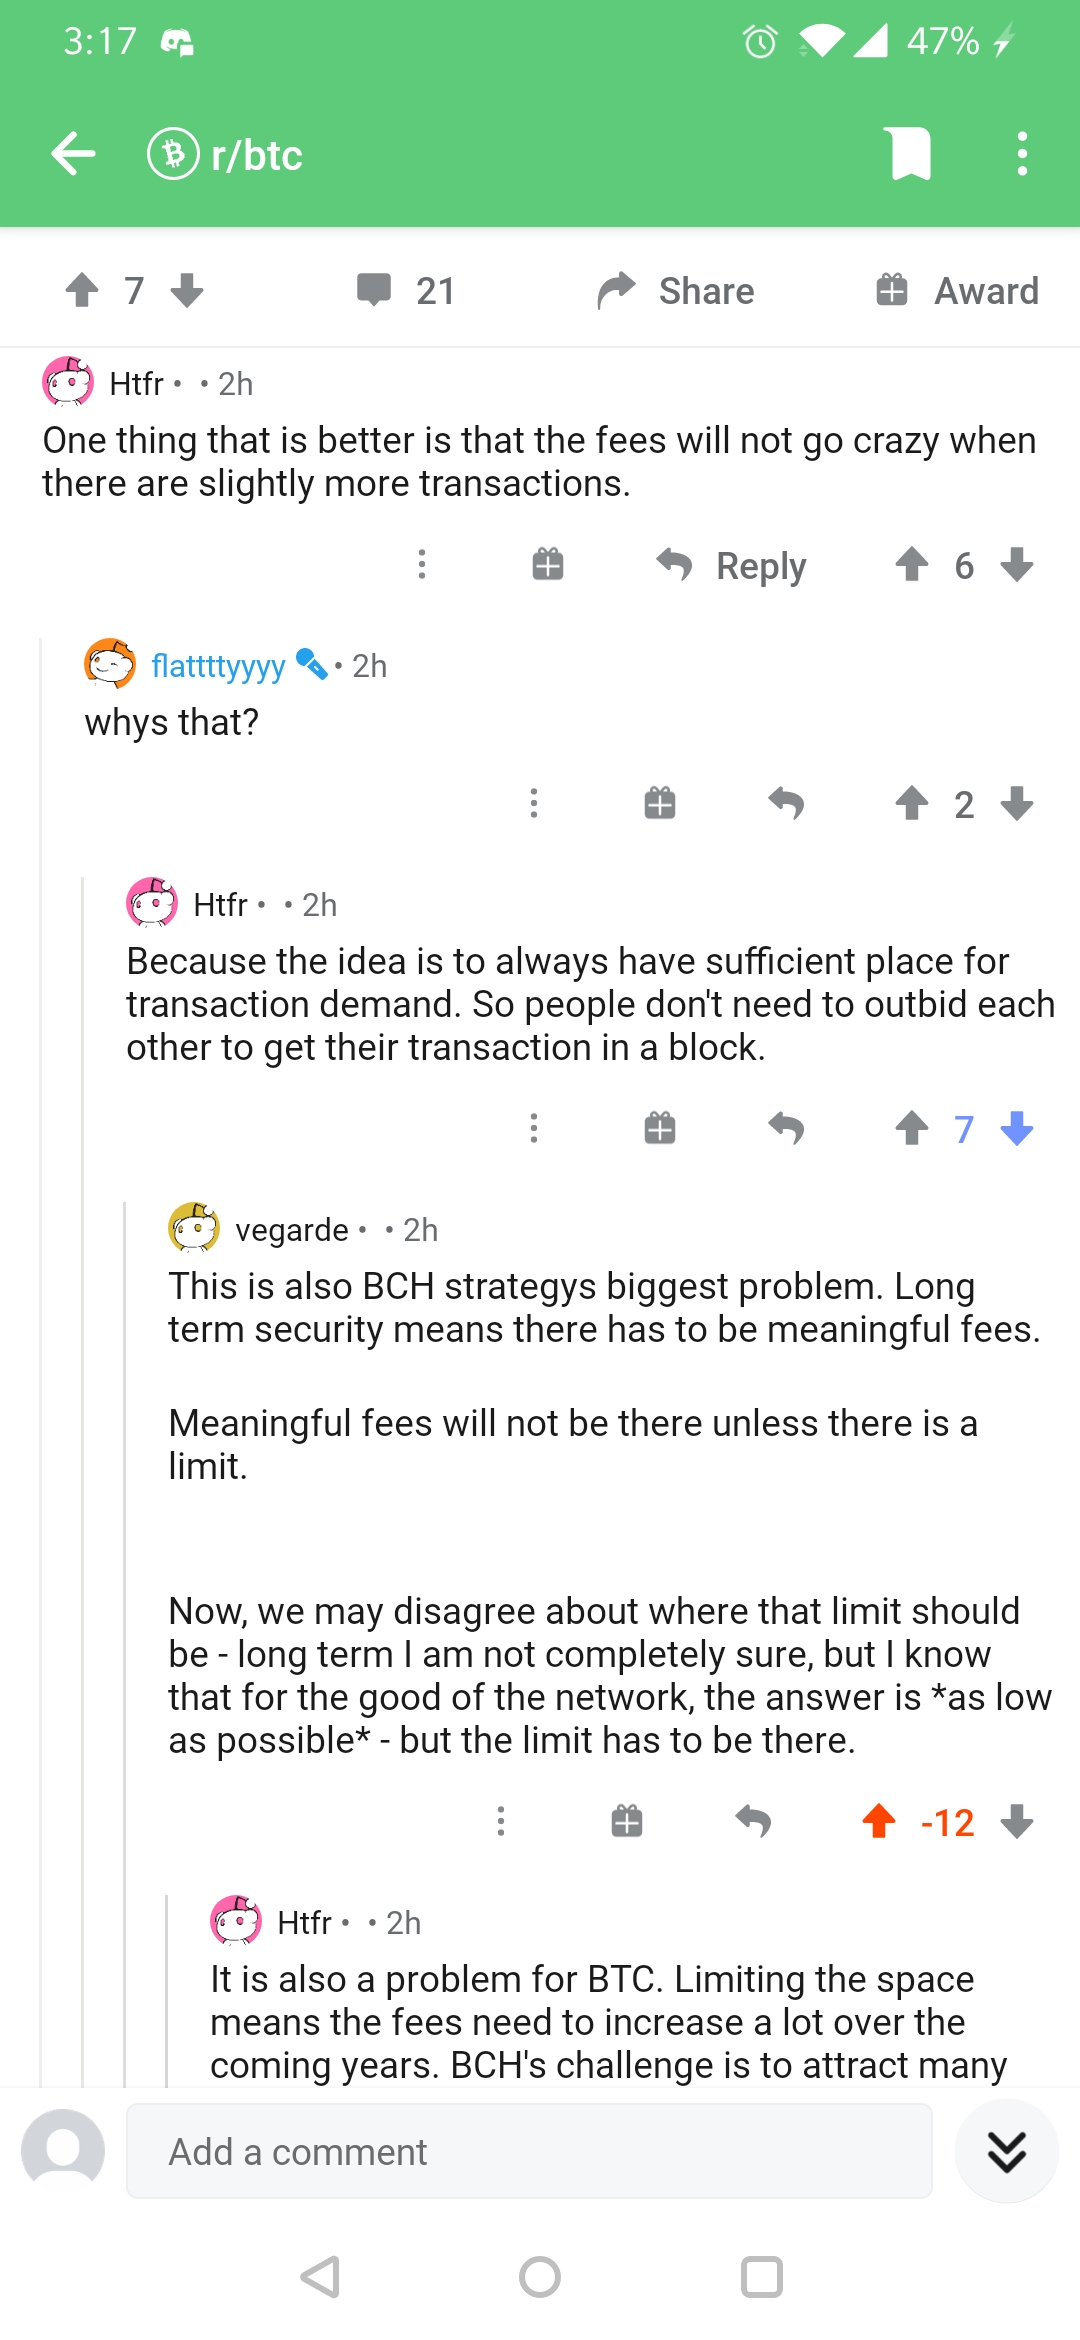 3:17
47%
r/btc
7
21
Share
Award
Htfr • • 2h
One thing that is better is that the fees will not go crazy when
there are slightly more transactions.
Reply
6
flattttyyyy • 2h
whys that?
2
Htfr • • 2h
Because the idea is to always have sufficient place for
transaction demand. So people don't need to outbid each
other to get their transaction in a block.
7
vegarde • • 2h
This is also BCH strategys biggest problem. Long
term security means there has to be meaningful fees.
Meaningful fees will not be there unless there is a
limit.
Now, we may disagree about where that limit should
be - long term I am not completely sure, but I know
that for the good of the network, the answer is *as low
as possible* - but the limit has to be there.
-12
Htfr • • 2h
It is also a problem for BTC. Limiting the space
means the fees need to increase a lot over the
coming years. BCH's challenge is to attract many
Add a comment